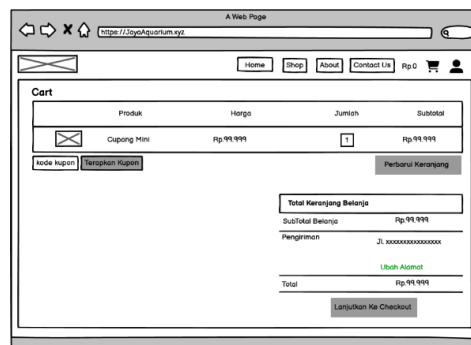 A Web Page
https://JayaAquarium.xyz
Home Shop About Contact Us Rp.0
Cart
Produk Harga Jumlah Subtotal
Cupang Mini Rp.99.999 1 Rp.99.999
kode kupon Terapkan Kupon Perbarui Keranjang
Total Keranjang Belanja
SubTotal Belanja Rp.99.999
Pengiriman Jl. xxxxxxxxxxxxxxxx
Ubah Alamat
Total Rp.99.999
Lanjutkan Ke Checkout